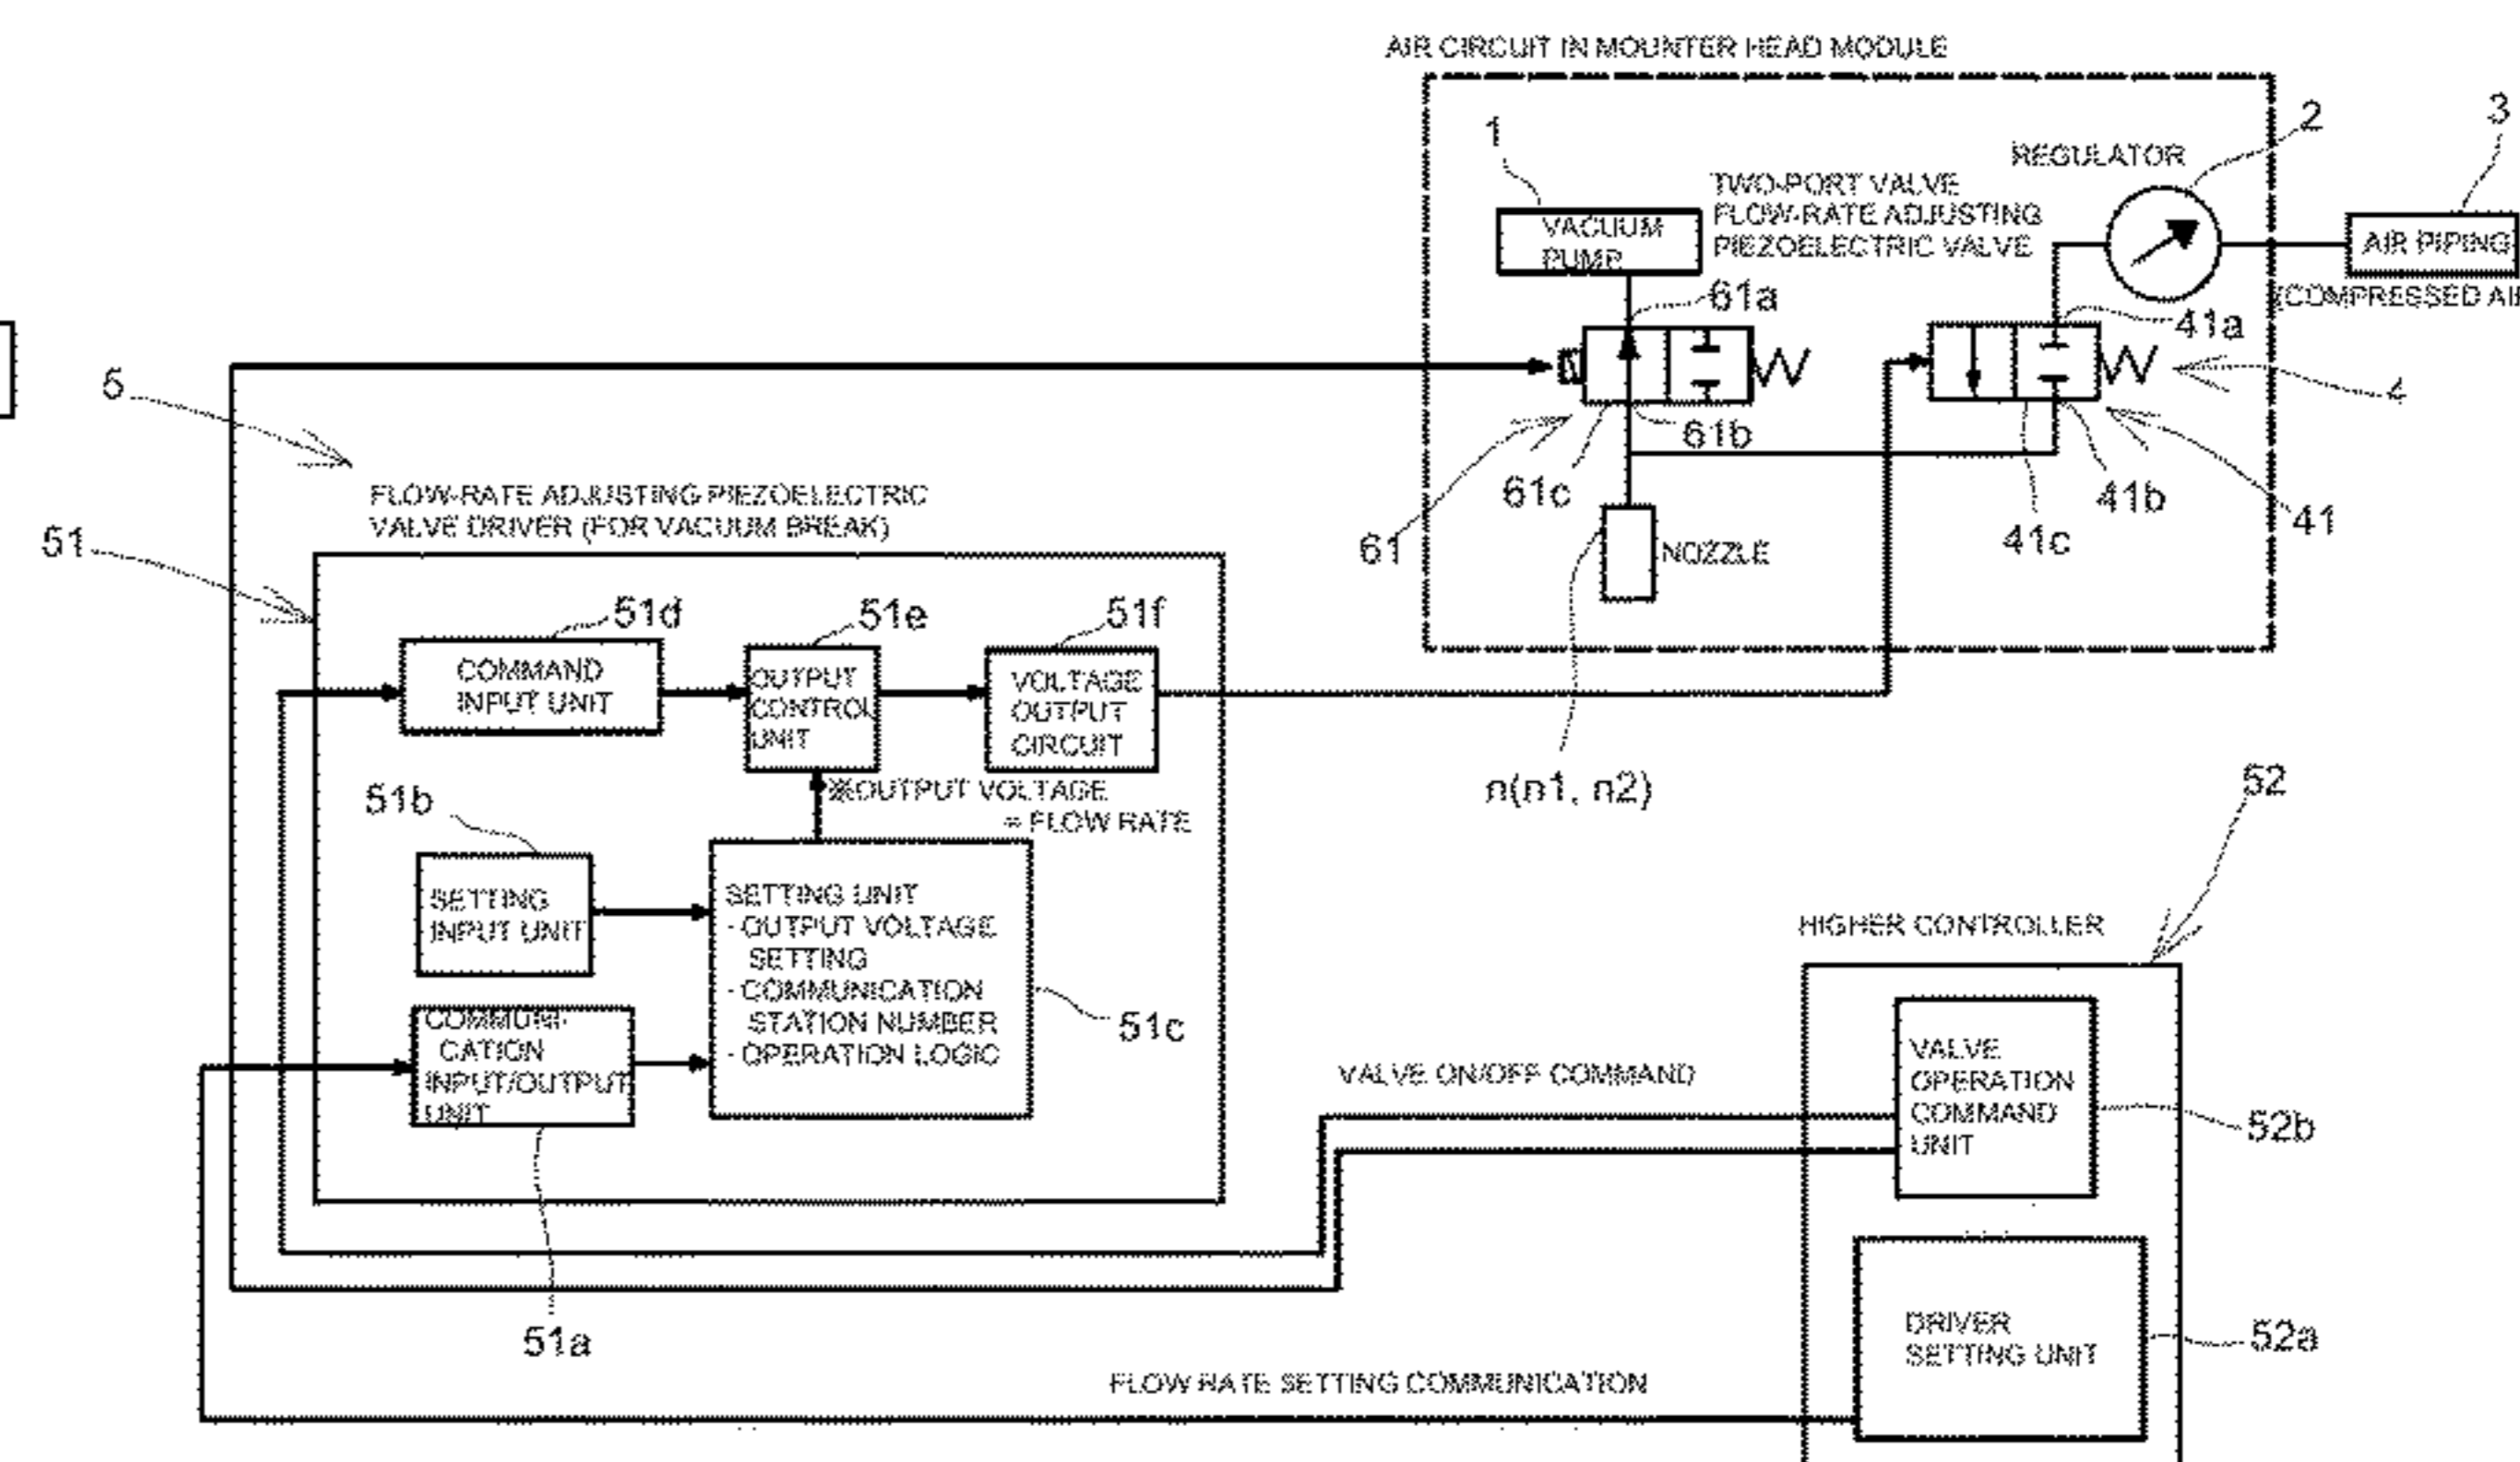 AIR CIRCUIT IN MOUNTER HEAD MODULE
1
2
3
REGULATOR
TWO-PORT VALVE
FLOW-RATE ADJUSTING
PIEZOELECTRIC VALVE
VACUUM
PUMP
AIR PIPING
(COMPRESSED AI
61a
41a
5
4
61b
61c
41b
41
61
41c
NOZZLE
FLOW-RATE ADJUSTING PIEZOELECTRIC
VALVE DRIVER (FOR VACUUM BREAK)
51
51d
51e
51f
COMMAND
INPUT UNIT
OUTPUT
CONTROL
UNIT
VOLTAGE
OUTPUT
CIRCUIT
n(n1, n2)
※OUTPUT VOLTAGE
= FLOW RATE
51b
52
SETTING
INPUT UNIT
SETTING UNIT
- OUTPUT VOLTAGE
SETTING
- COMMUNICATION
STATION NUMBER
- OPERATION LOGIC
51c
COMMUNI-
CATION
INPUT/OUTPUT
UNIT
51a
HIGHER CONTROLLER
VALVE
OPERATION
COMMAND
UNIT
52b
VALVE ON/OFF COMMAND
DRIVER
SETTING UNIT
52a
FLOW RATE SETTING COMMUNICATION